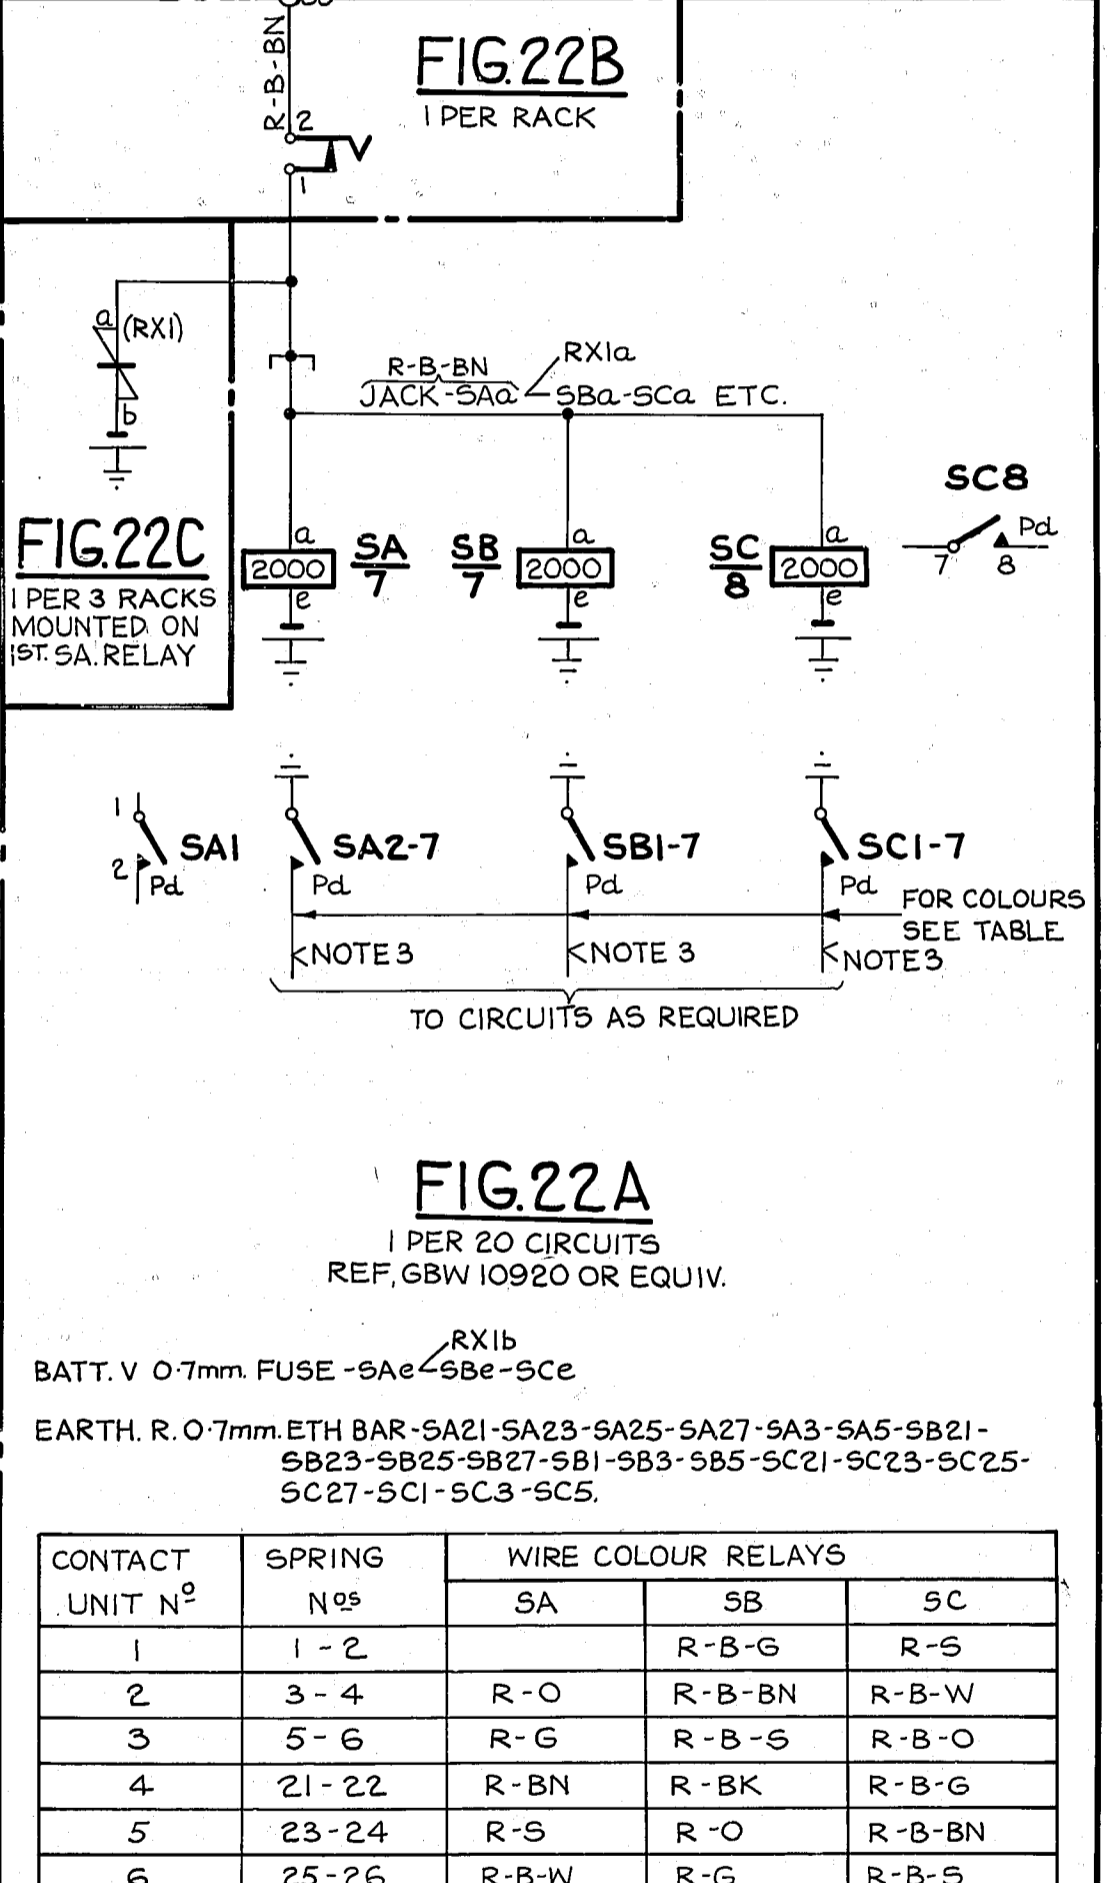 R-B-BN
FIG.22B
1 PER RACK
2
1
a (RX1)
b
RX1a
R-B-BN
JACK-SAa SBa-SCa ETC.
FIG.22C
1 PER 3 RACKS
MOUNTED ON
1ST. SA. RELAY
a
2000
e
SA
7
SB
7
a
2000
e
SC
8
a
2000
e
SC8
7 8 Pd
1
2
Pd
SA1
SA2-7
Pd
SB1-7
Pd
SC1-7
Pd
FOR COLOURS
SEE TABLE
NOTE 3
NOTE 3
NOTE 3
TO CIRCUITS AS REQUIRED
FIG.22A
1 PER 20 CIRCUITS
REF, GBW 10920 OR EQUIV.
RX1b
BATT. V 0·7mm. FUSE -SAe SBe-SCe
EARTH. R. 0·7mm. ETH BAR-SA21-SA23-SA25-SA27-SA3-SA5-SB21-
SB23-SB25-SB27-SB1-SB3-SB5-SC21-SC23-SC25-
SC27-SC1-SC3-SC5.
CONTACT UNIT Nº SPRING Nºs WIRE COLOUR RELAYS
SA SB SC
1 1-2 R-B-G R-S
2 3-4 R-O R-B-BN R-B-W
3 5-6 R-G R-B-S R-B-O
4 21-22 R-BN R-BK R-B-G
5 23-24 R-S R-O R-B-BN
6 25-26 R-B-W R-G R-B-S